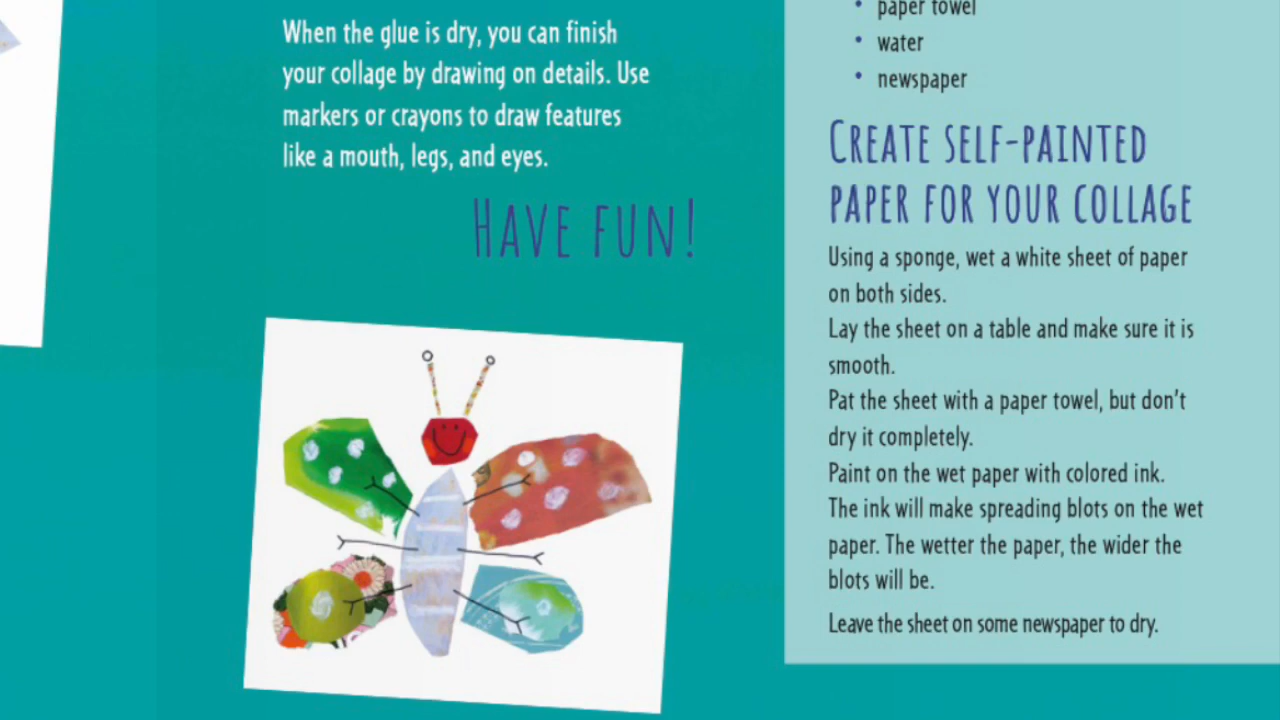 When the glue is dry, you can finish
your collage by drawing on details. Use
markers or crayons to draw features
like a mouth, legs, and eyes.
HAVE FUN!
• paper towel
• water
• newspaper
CREATE SELF-PAINTED
PAPER FOR YOUR COLLAGE
Using a sponge, wet a white sheet of paper
on both sides.
Lay the sheet on a table and make sure it is
smooth.
Pat the sheet with a paper towel, but don't
dry it completely.
Paint on the wet paper with colored ink.
The ink will make spreading blots on the wet
paper. The wetter the paper, the wider the
blots will be.
Leave the sheet on some newspaper to dry.